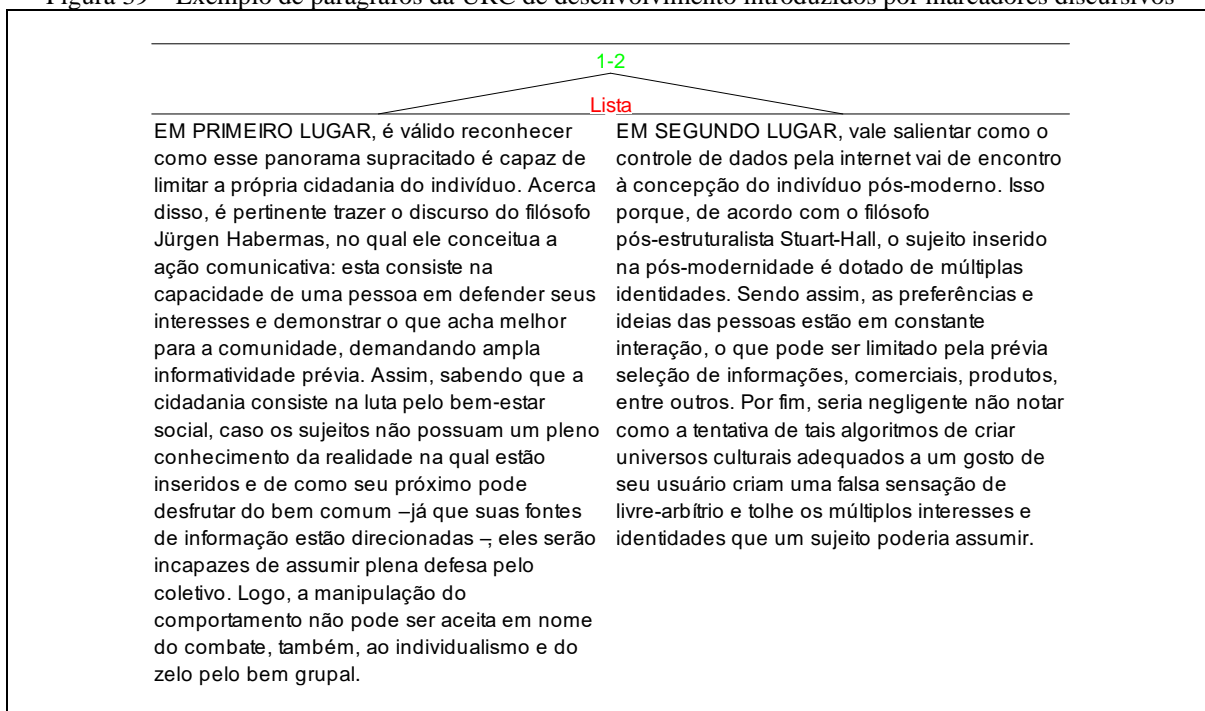 Figura 39 – Exemplo de parágrafos da URC de desenvolvimento introduzidos por marcadores discursivos
1-2
Lista
EM PRIMEIRO LUGAR, é válido reconhecer
como esse panorama supracitado é capaz de
limitar a própria cidadania do indivíduo. Acerca
disso, é pertinente trazer o discurso do filósofo
Jürgen Habermas, no qual ele conceitua a
ação comunicativa: esta consiste na
capacidade de uma pessoa em defender seus
interesses e demonstrar o que acha melhor
para a comunidade, demandando ampla
informatividade prévia. Assim, sabendo que a
cidadania consiste na luta pelo bem-estar
social, caso os sujeitos não possuam um pleno
conhecimento da realidade na qual estão
inseridos e de como seu próximo pode
desfrutar do bem comum –já que suas fontes
de informação estão direcionadas –, eles serão
incapazes de assumir plena defesa pelo
coletivo. Logo, a manipulação do
comportamento não pode ser aceita em nome
do combate, também, ao individualismo e do
zelo pelo bem grupal.
EM SEGUNDO LUGAR, vale salientar como o
controle de dados pela internet vai de encontro
à concepção do indivíduo pós-moderno. Isso
porque, de acordo com o filósofo
pós-estruturalista Stuart-Hall, o sujeito inserido
na pós-modernidade é dotado de múltiplas
identidades. Sendo assim, as preferências e
ideias das pessoas estão em constante
interação, o que pode ser limitado pela prévia
seleção de informações, comerciais, produtos,
entre outros. Por fim, seria negligente não notar
como a tentativa de tais algoritmos de criar
universos culturais adequados a um gosto de
seu usuário criam uma falsa sensação de
livre-arbítrio e tolhe os múltiplos interesses e
identidades que um sujeito poderia assumir.